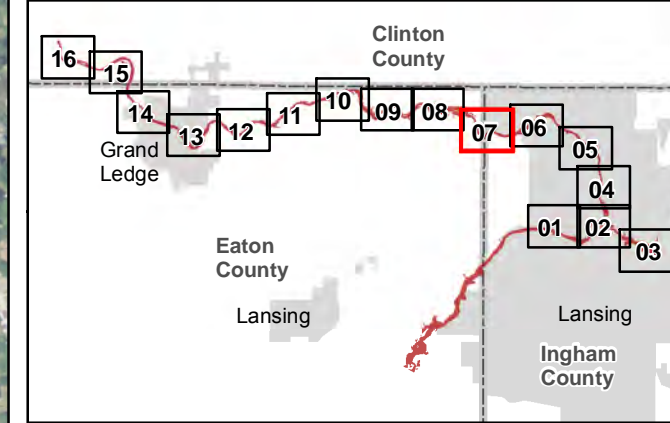 Clinton
County
16
15
14
13
12
11
10
09
08
07
06
05
04
01
02
03
Grand
Ledge
Eaton
County
Lansing
Lansing
Ingham
County